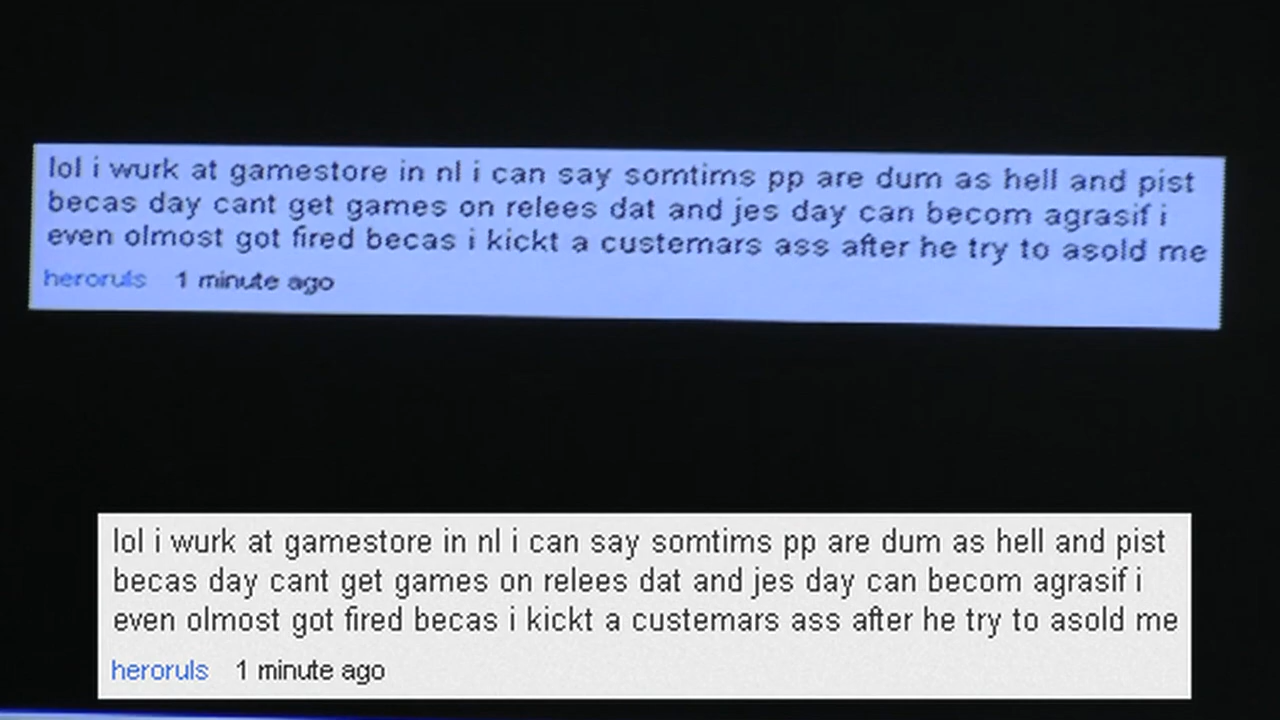 lol i wurk at gamestore in nl i can say somtims pp are dum as hell and pist
becas day cant get games on relees dat and jes day can becom agrasif i
even olmost got fired becas i kickt a custemars ass after he try to asold me
heroruls 1 minute ago
lol i wurk at gamestore in nl i can say somtims pp are dum as hell and pist
becas day cant get games on relees dat and jes day can becom agrasif i
even olmost got fired becas i kickt a custemars ass after he try to asold me
heroruls 1 minute ago